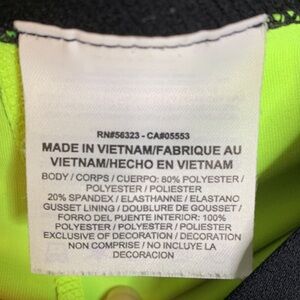 RN#56323 - CA#05553
MADE IN VIETNAM/FABRIQUE AU
VIETNAM/HECHO EN VIETNAM
BODY / CORPS / CUERPO: 80% POLYESTER /
POLYESTER / POLIESTER
20% SPANDEX / ELASTHANNE / ELASTANO
GUSSET LINING / DOUBLURE DE GOUSSET /
FORRO DEL PUENTE INTERIOR: 100%
POLYESTER / POLYESTER / POLIESTER
EXCLUSIVE OF DECORATION / DECORATION
NON COMPRISE / NO INCLUYE LA
DECORACION